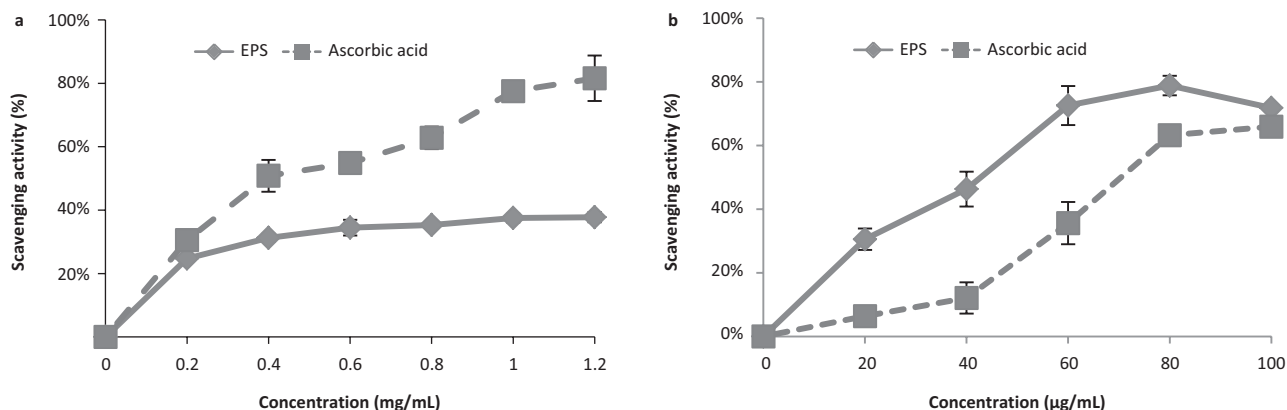 a
100%
80%
60%
40%
20%
Scavenging activity (%)
EPS
Ascorbic acid
0 0.2 0.4 0.6 0.8 1 1.2
Concentration (mg/mL)
b
100%
80%
60%
40%
20%
0%
Scavenging activity (%)
EPS
Ascorbic acid
0 20 40 60 80 100
Concentration (µg/mL)